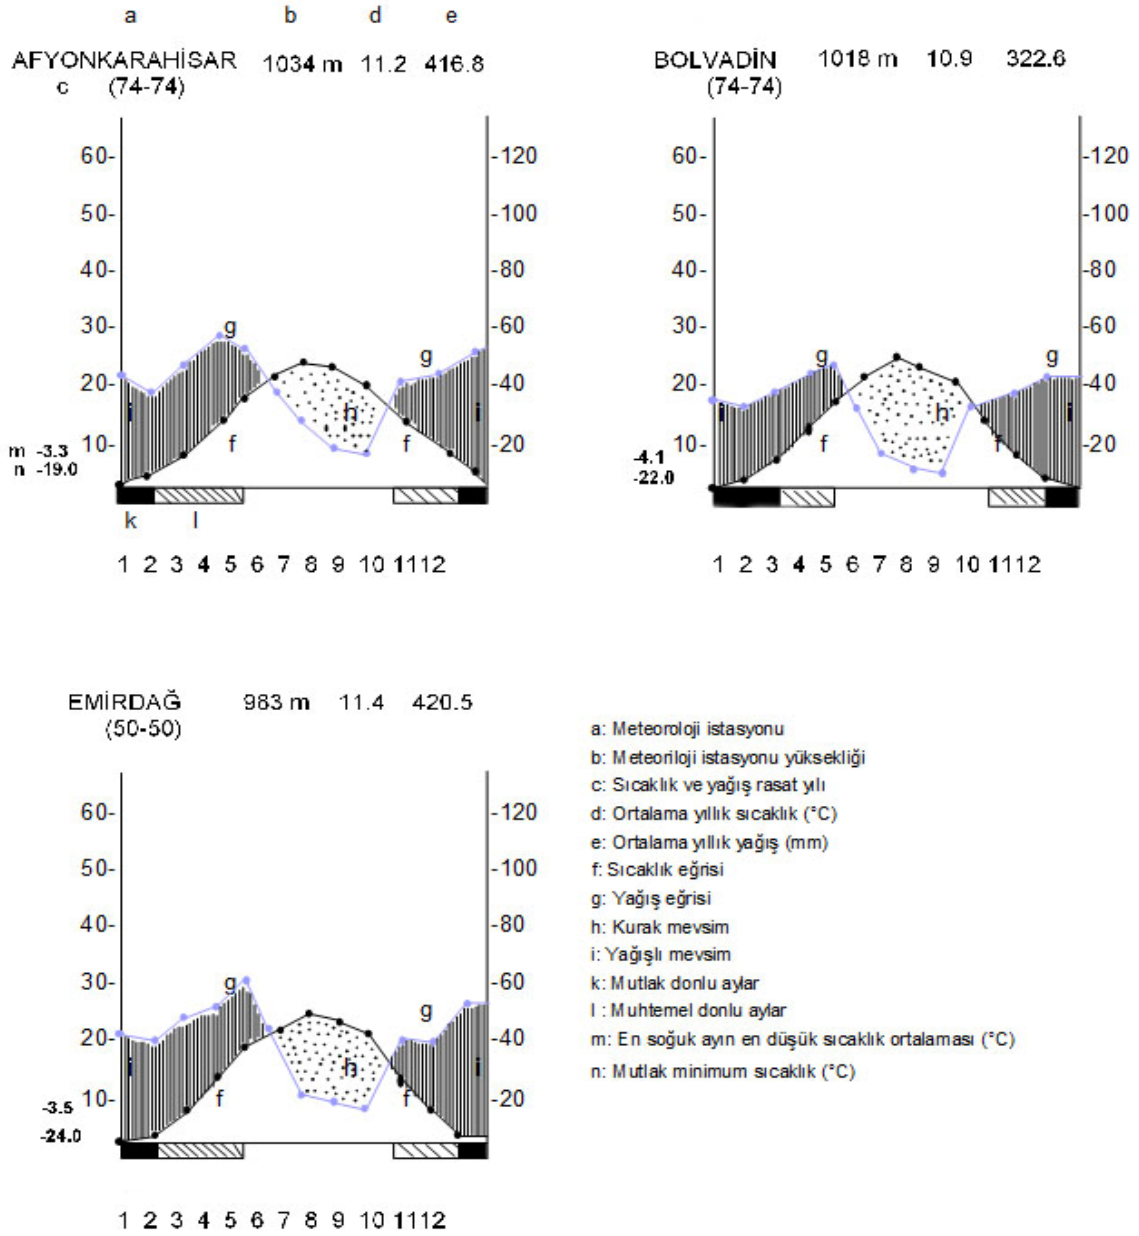 a b d e
AFYONKARAHİSAR 1034 m 11.2 416.8
c (74-74)
60- -120
50- -100
40- -80
30- -60
20- -40
10- -20
g
g
i h i
f f
m -3.3
n -19.0
k l
1 2 3 4 5 6 7 8 9 10 1112
BOLVADİN 1018 m 10.9 322.6
(74-74)
60- -120
50- -100
40- -80
30- -60
20- -40
10- -20
g g
i h i
f f
-4.1
-22.0
1 2 3 4 5 6 7 8 9 10 1112
EMİRDAĞ 983 m 11.4 420.5
(50-50)
60- -120
50- -100
40- -80
30- -60
20- -40
10- -20
g
g
i h i
f f
-3.5
-24.0
1 2 3 4 5 6 7 8 9 10 1112
a: Meteoroloji istasyonu
b: Meteoriloji istasyonu yüksekliği
c: Sıcaklık ve yağış rasat yılı
d: Ortalama yıllık sıcaklık (°C)
e: Ortalama yıllık yağış (mm)
f: Sıcaklık eğrisi
g: Yağış eğrisi
h: Kurak mevsim
i: Yağışlı mevsim
k: Mutlak donlu aylar
l : Muhtemel donlu aylar
m: En soğuk ayın en düşük sıcaklık ortalaması (°C)
n: Mutlak minimum sıcaklık (°C)